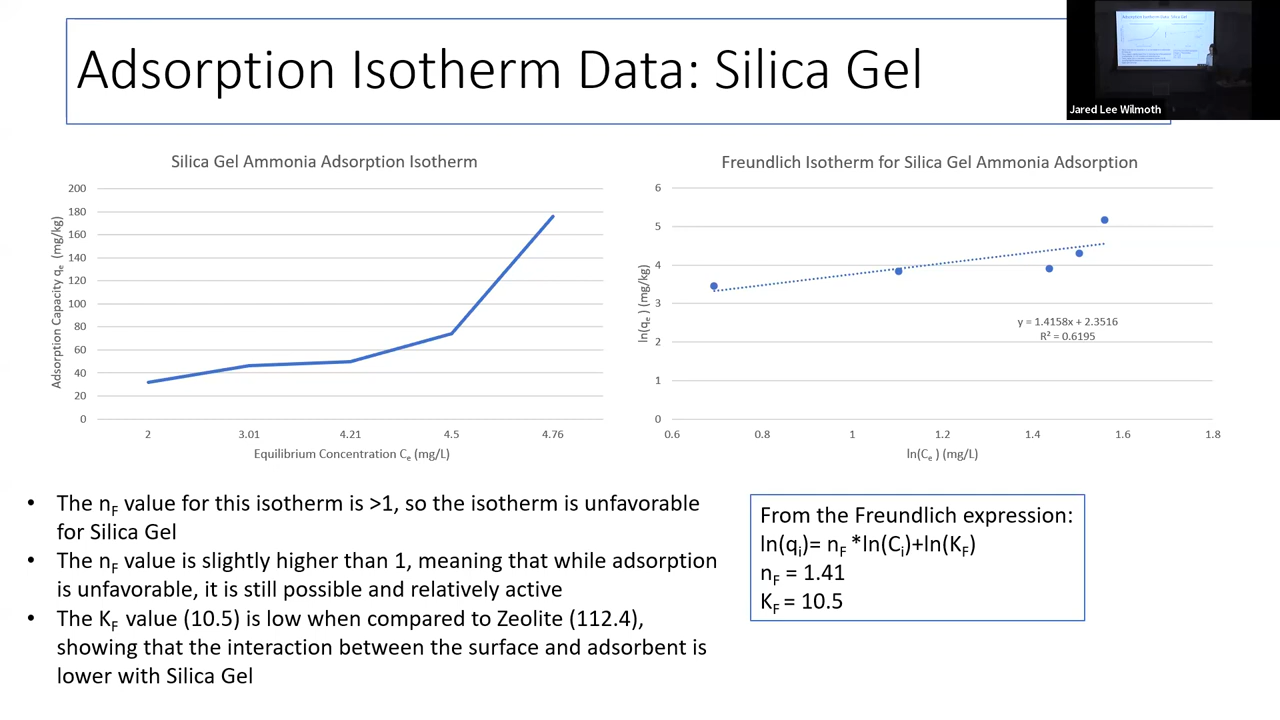 Adsorption Isotherm Data: Silica Gel
Jared Lee Wilmoth
Silica Gel Ammonia Adsorption Isotherm
Adsorption Capacity qe (mg/kg)
200
180
160
140
120
100
80
60
40
20
0
2 3.01 4.21 4.5 4.76
Equilibrium Concentration Ce (mg/L)
Freundlich Isotherm for Silica Gel Ammonia Adsorption
ln(qe ) (mg/kg)
6
5
4
3
2
1
0
y = 1.4158x + 2.3516
R² = 0.6195
0.6 0.8 1 1.2 1.4 1.6 1.8
ln(Ce ) (mg/L)
• The nF value for this isotherm is >1, so the isotherm is unfavorable
for Silica Gel
• The nF value is slightly higher than 1, meaning that while adsorption
is unfavorable, it is still possible and relatively active
• The KF value (10.5) is low when compared to Zeolite (112.4),
showing that the interaction between the surface and adsorbent is
lower with Silica Gel
From the Freundlich expression:
ln(qi)= nF *ln(Ci)+ln(KF)
nF = 1.41
KF = 10.5